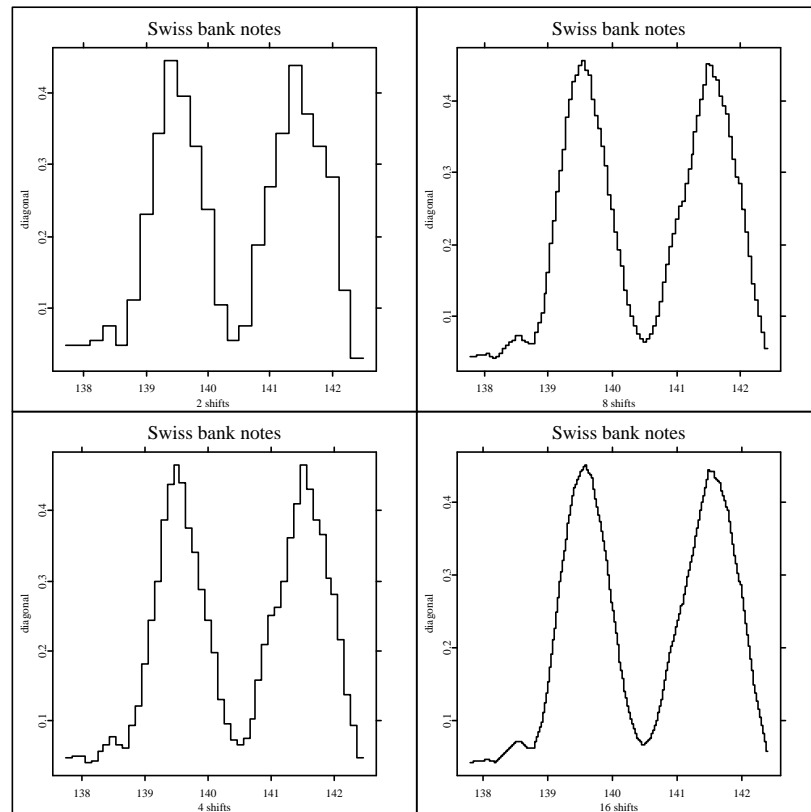 Swiss bank notes
diagonal
0.1 0.2 0.3 0.4
138 139 140 141 142
2 shifts
Swiss bank notes
diagonal
0.1 0.2 0.3 0.4
138 139 140 141 142
8 shifts
Swiss bank notes
diagonal
0.1 0.2 0.3 0.4
138 139 140 141 142
4 shifts
Swiss bank notes
diagonal
0.1 0.2 0.3 0.4
138 139 140 141 142
16 shifts